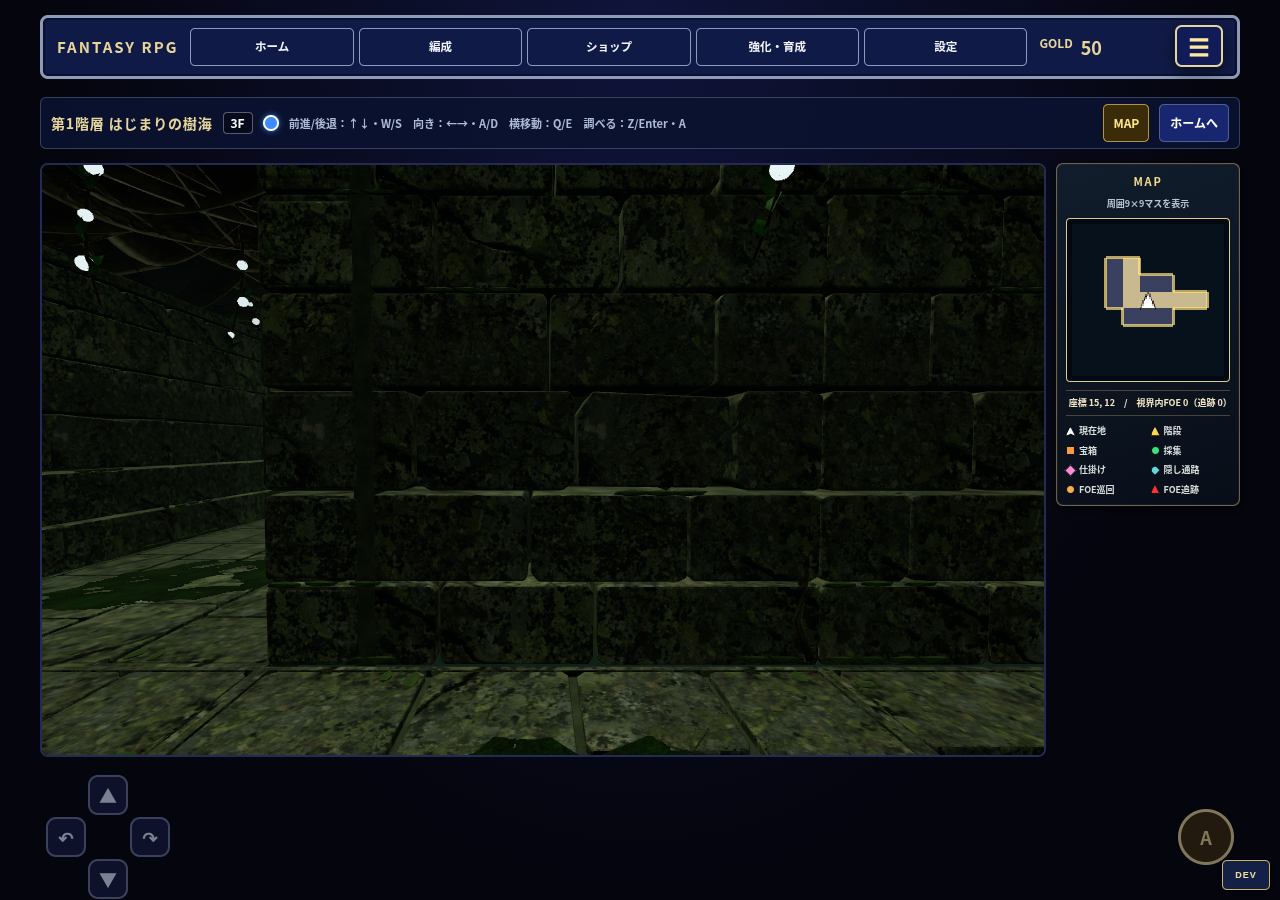 FANTASY RPG
ホーム
編成
ショップ
強化・育成
設定
GOLD 50
第1階層 はじまりの樹海
3F
前進/後退：↑↓・W/S　向き：←→・A/D　横移動：Q/E　調べる：Z/Enter・A
MAP
ホームへ
MAP
周囲9×9マスを表示
座標 15, 12　/　視界内FOE 0（追跡 0）
現在地
階段
宝箱
採集
仕掛け
隠し通路
FOE巡回
FOE追跡
A
DEV